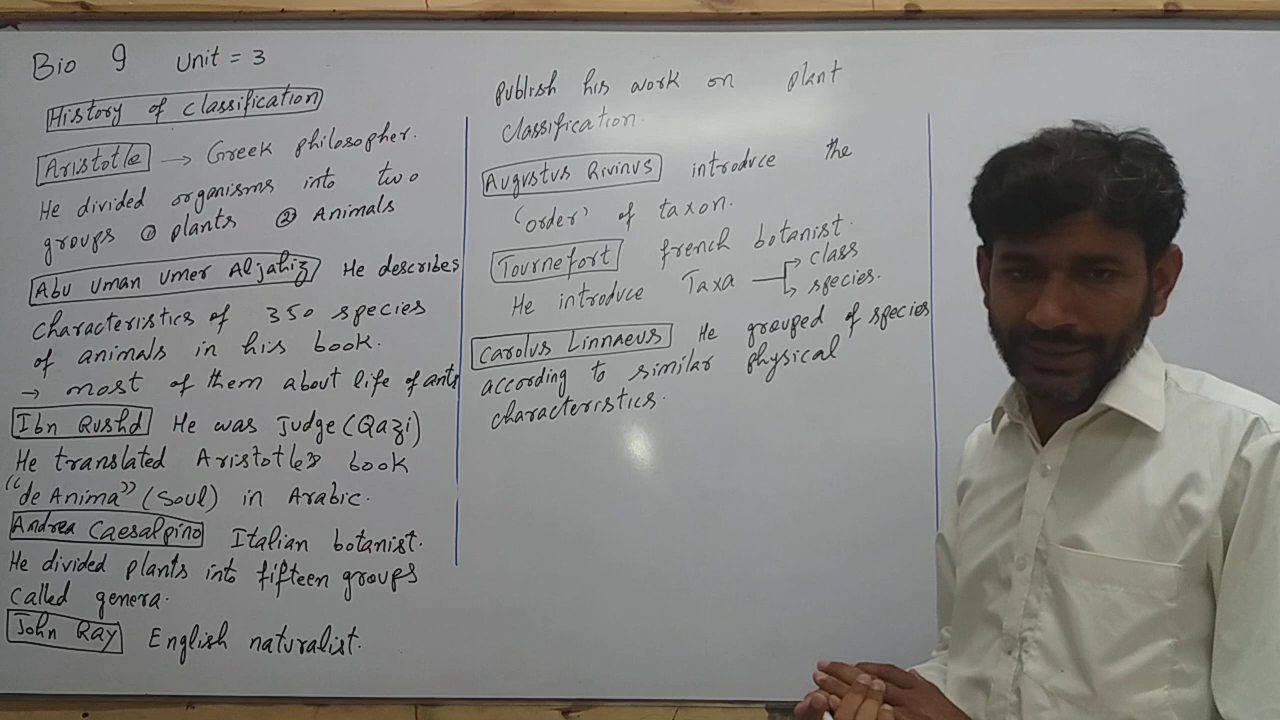 Bio 9 Unit = 3
History of classification
Aristotle → Greek philosopher.
He divided organisms into two
groups ① plants ② Animals
Abu Uman Umer Aljahiz He describes
characteristics of 350 species
of animals in his book.
→ most of them about life of ants
Ibn Rushd He was Judge (Qazi)
He translated Aristotle's book
"de Anima" (Soul) in Arabic.
Andrea Caesalpino Italian botanist.
He divided plants into fifteen groups
called genera.
John Ray English naturalist.
publish his work on plant
classification.
Augustus Rivinus introduce the
'order' of taxon.
Tournefort french botanist.
He introduce Taxa → class
→ species.
Carolus Linnaeus He grouped of species
according to similar physical
characteristics.